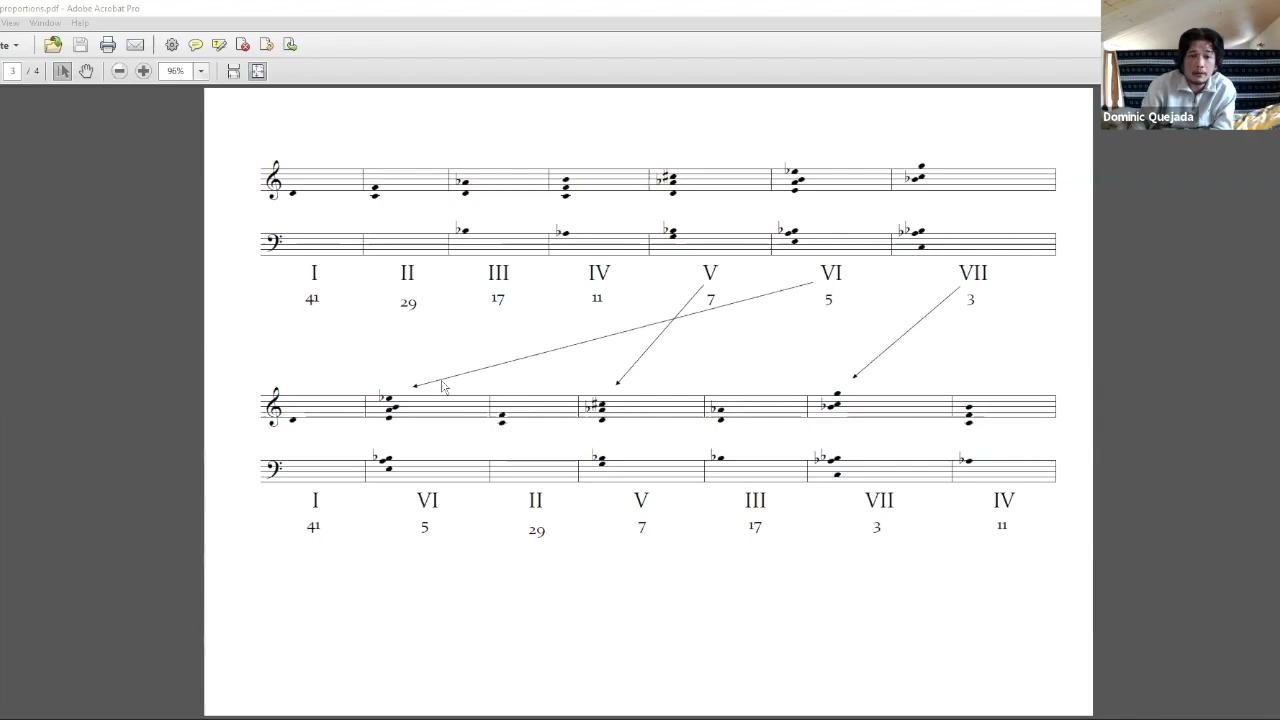 proportions.pdf - Adobe Acrobat Pro
View Window Help
te
3 / 4 96%
Dominic Quejada
I II III IV V VI VII
41 29 17 11 7 5 3
I VI II V III VII IV
41 5 29 7 17 3 11